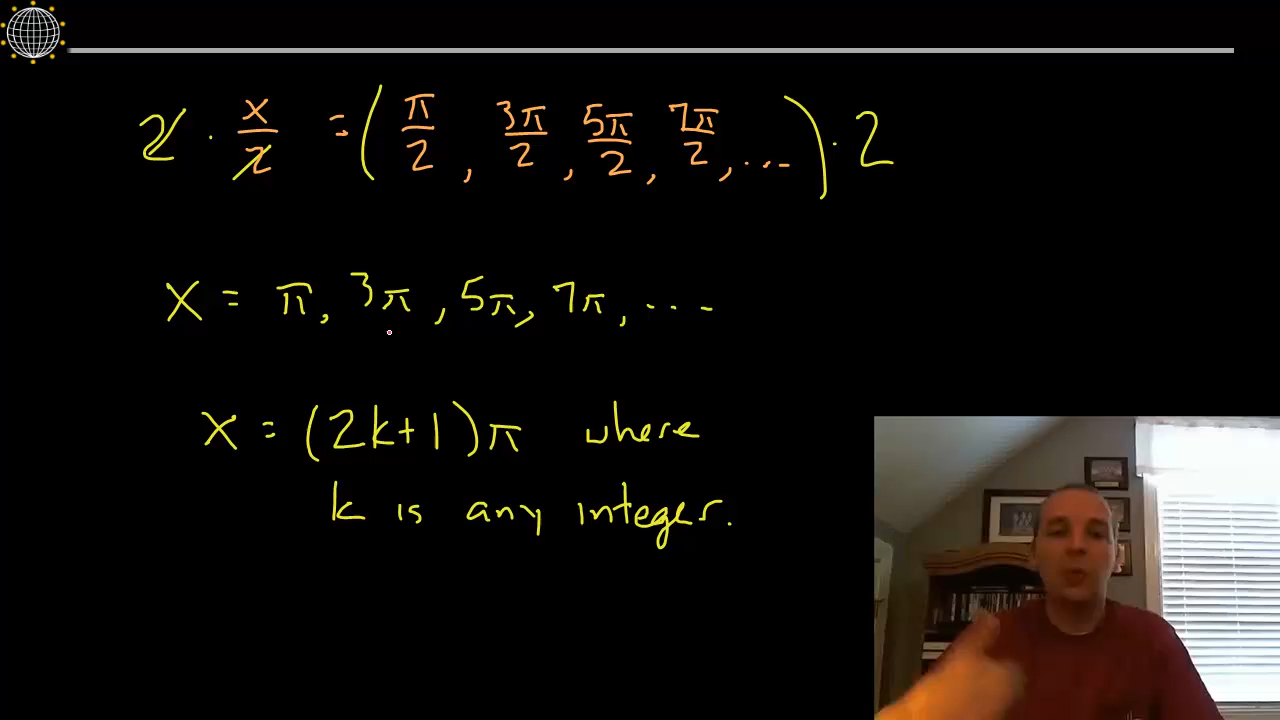 2 · x/2 = (π/2, 3π/2, 5π/2, 7π/2, ...) · 2
x = π, 3π, 5π, 7π, ...
x = (2k+1)π where
k is any integer.